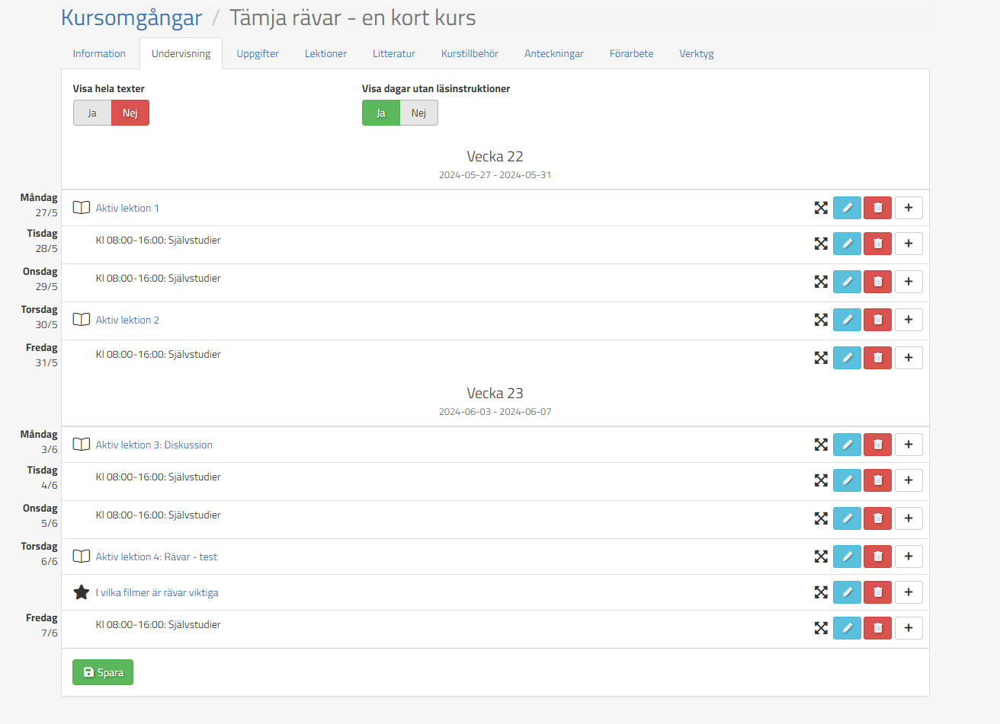 Kursomgångar / Tämja rävar - en kort kurs
Information Undervisning Uppgifter Lektioner Litteratur Kurstillbehör Anteckningar Förarbete Verktyg
Visa hela texter Visa dagar utan läsinstruktioner
Ja Nej Ja Nej
Vecka 22
2024-05-27 - 2024-05-31
Måndag
27/5
Aktiv lektion 1
Tisdag
28/5
Kl 08:00-16:00: Självstudier
Onsdag
29/5
Kl 08:00-16:00: Självstudier
Torsdag
30/5
Aktiv lektion 2
Fredag
31/5
Kl 08:00-16:00: Självstudier
Vecka 23
2024-06-03 - 2024-06-07
Måndag
3/6
Aktiv lektion 3: Diskussion
Tisdag
4/6
Kl 08:00-16:00: Självstudier
Onsdag
5/6
Kl 08:00-16:00: Självstudier
Torsdag
6/6
Aktiv lektion 4: Rävar - test
I vilka filmer är rävar viktiga
Fredag
7/6
Kl 08:00-16:00: Självstudier
Spara